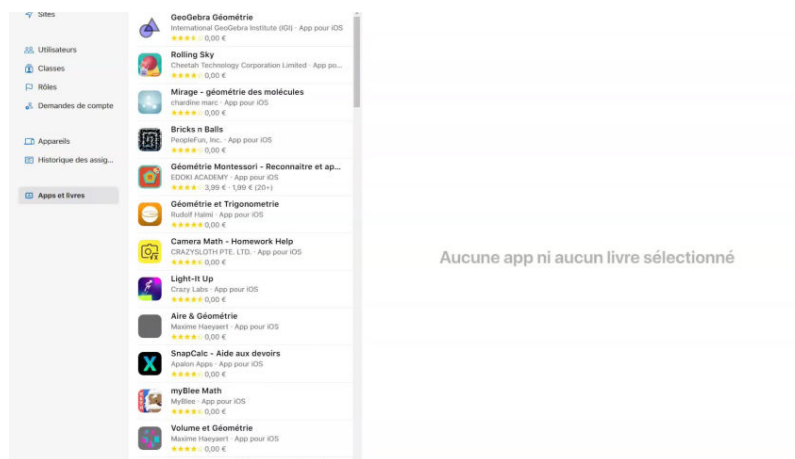 Sites
Utilisateurs
Classes
Rôles
Demandes de compte
Appareils
Historique des assig...
Apps et livres
GeoGebra Géométrie
International GeoGebra Institute (IGI) · App pour iOS
0,00 €
Rolling Sky
Cheetah Technology Corporation Limited · App po...
0,00 €
Mirage - géométrie des molécules
chardine marc · App pour iOS
0,00 €
Bricks n Balls
PeopleFun, Inc. · App pour iOS
0,00 €
Géométrie Montessori - Reconnaitre et ap...
EDOKI ACADEMY · App pour iOS
3,99 € - 1,99 € (20+)
Géométrie et Trigonometrie
Rudolf Halmi · App pour iOS
0,00 €
Camera Math - Homework Help
CRAZYSLOTH PTE. LTD. · App pour iOS
0,00 €
Light-It Up
Crazy Labs · App pour iOS
0,00 €
Aire & Géométrie
Maxime Haeyaert · App pour iOS
0,00 €
SnapCalc - Aide aux devoirs
Apalon Apps · App pour iOS
0,00 €
myBlee Math
MyBlee · App pour iOS
0,00 €
Volume et Géométrie
Maxime Haeyaert · App pour iOS
0,00 €
Aucune app ni aucun livre sélectionné